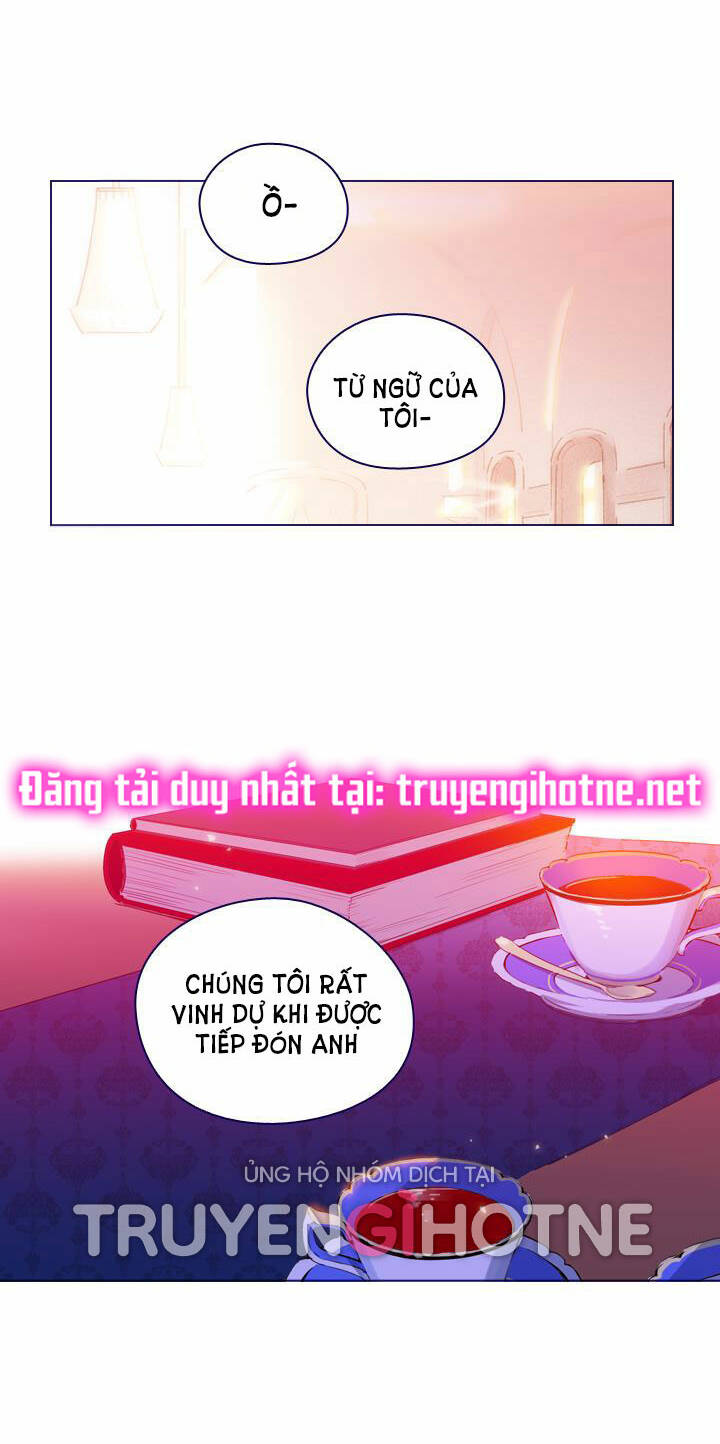 Ồ-
TỪ NGỮ CỦA
TÔI-
Đăng tải duy nhất tại: truyengihotne.net
CHÚNG TÔI RẤT
VINH DỰ KHI ĐƯỢC
TIẾP ĐÓN ANH
ỦNG HỘ NHÓM DỊCH TẠI
TRUYENGIHOTNE